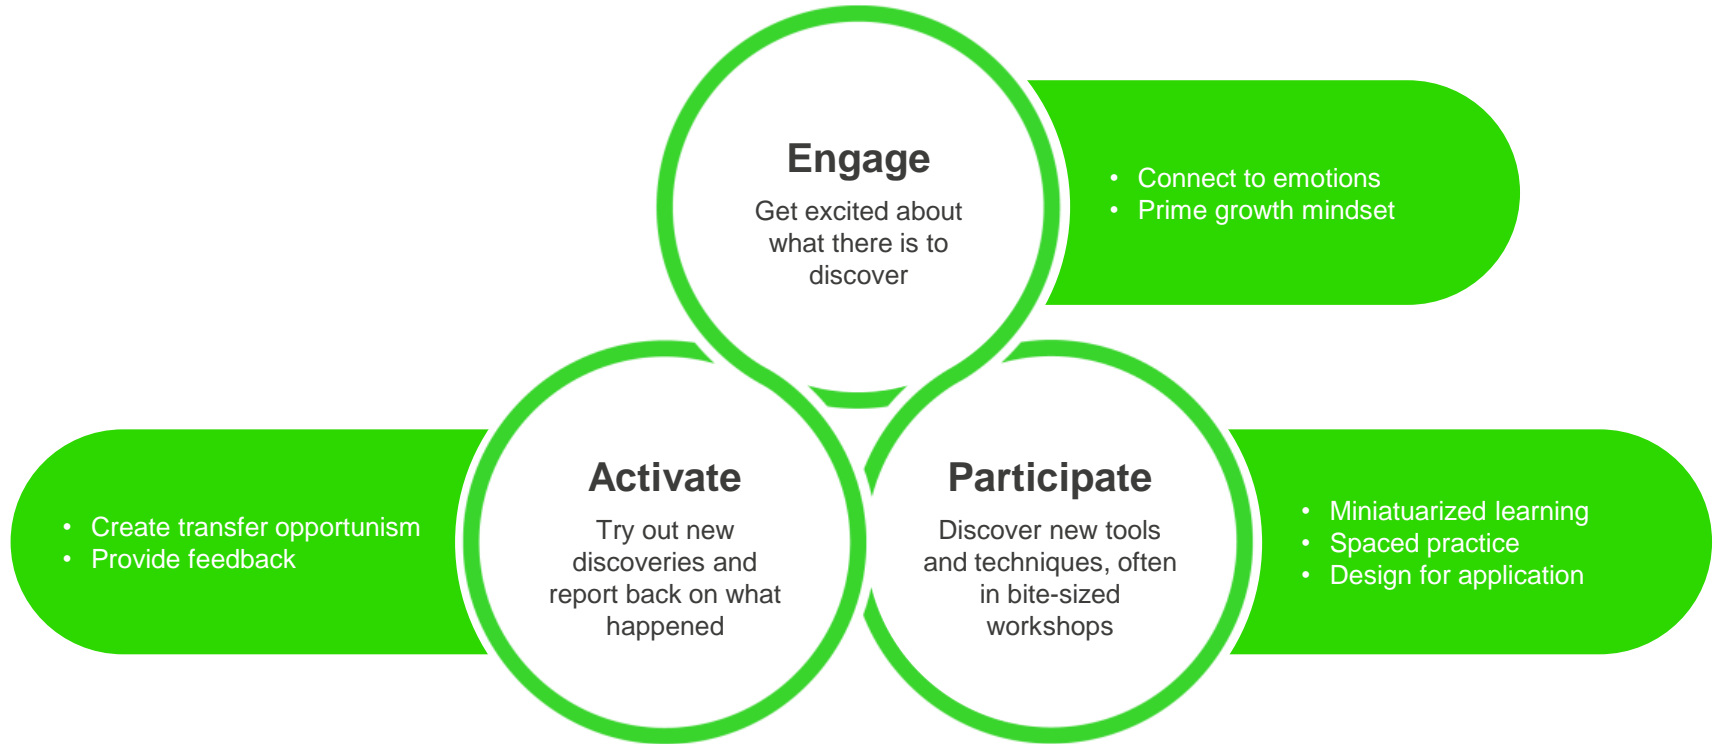 Engage
Get excited about
what there is to
discover
• Connect to emotions
• Prime growth mindset
Activate
Try out new
discoveries and
report back on what
happened
• Create transfer opportunism
• Provide feedback
Participate
Discover new tools
and techniques, often
in bite-sized
workshops
• Miniatuarized learning
• Spaced practice
• Design for application